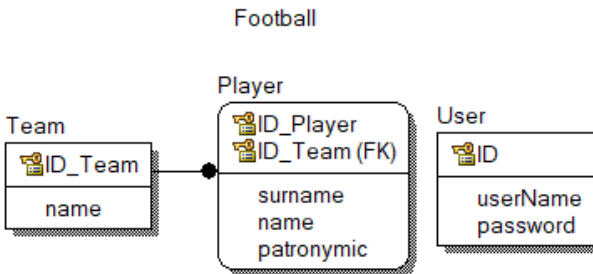 Football
Team
ID_Team
name
Player
ID_Player
ID_Team (FK)
surname
name
patronymic
User
ID
userName
password